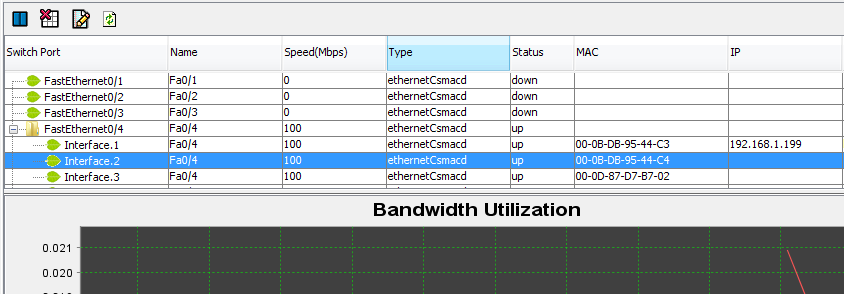 Switch Port Name Speed(Mbps) Type Status MAC IP
FastEthernet0/1 Fa0/1 0 ethernetCsmacd down
FastEthernet0/2 Fa0/2 0 ethernetCsmacd down
FastEthernet0/3 Fa0/3 0 ethernetCsmacd down
FastEthernet0/4 Fa0/4 100 ethernetCsmacd up
Interface.1 Fa0/4 100 ethernetCsmacd up 00-0B-DB-95-44-C3 192.168.1.199
Interface.2 Fa0/4 100 ethernetCsmacd up 00-0B-DB-95-44-C4
Interface.3 Fa0/4 100 ethernetCsmacd up 00-0D-87-D7-B7-02
Bandwidth Utilization
0.021
0.020